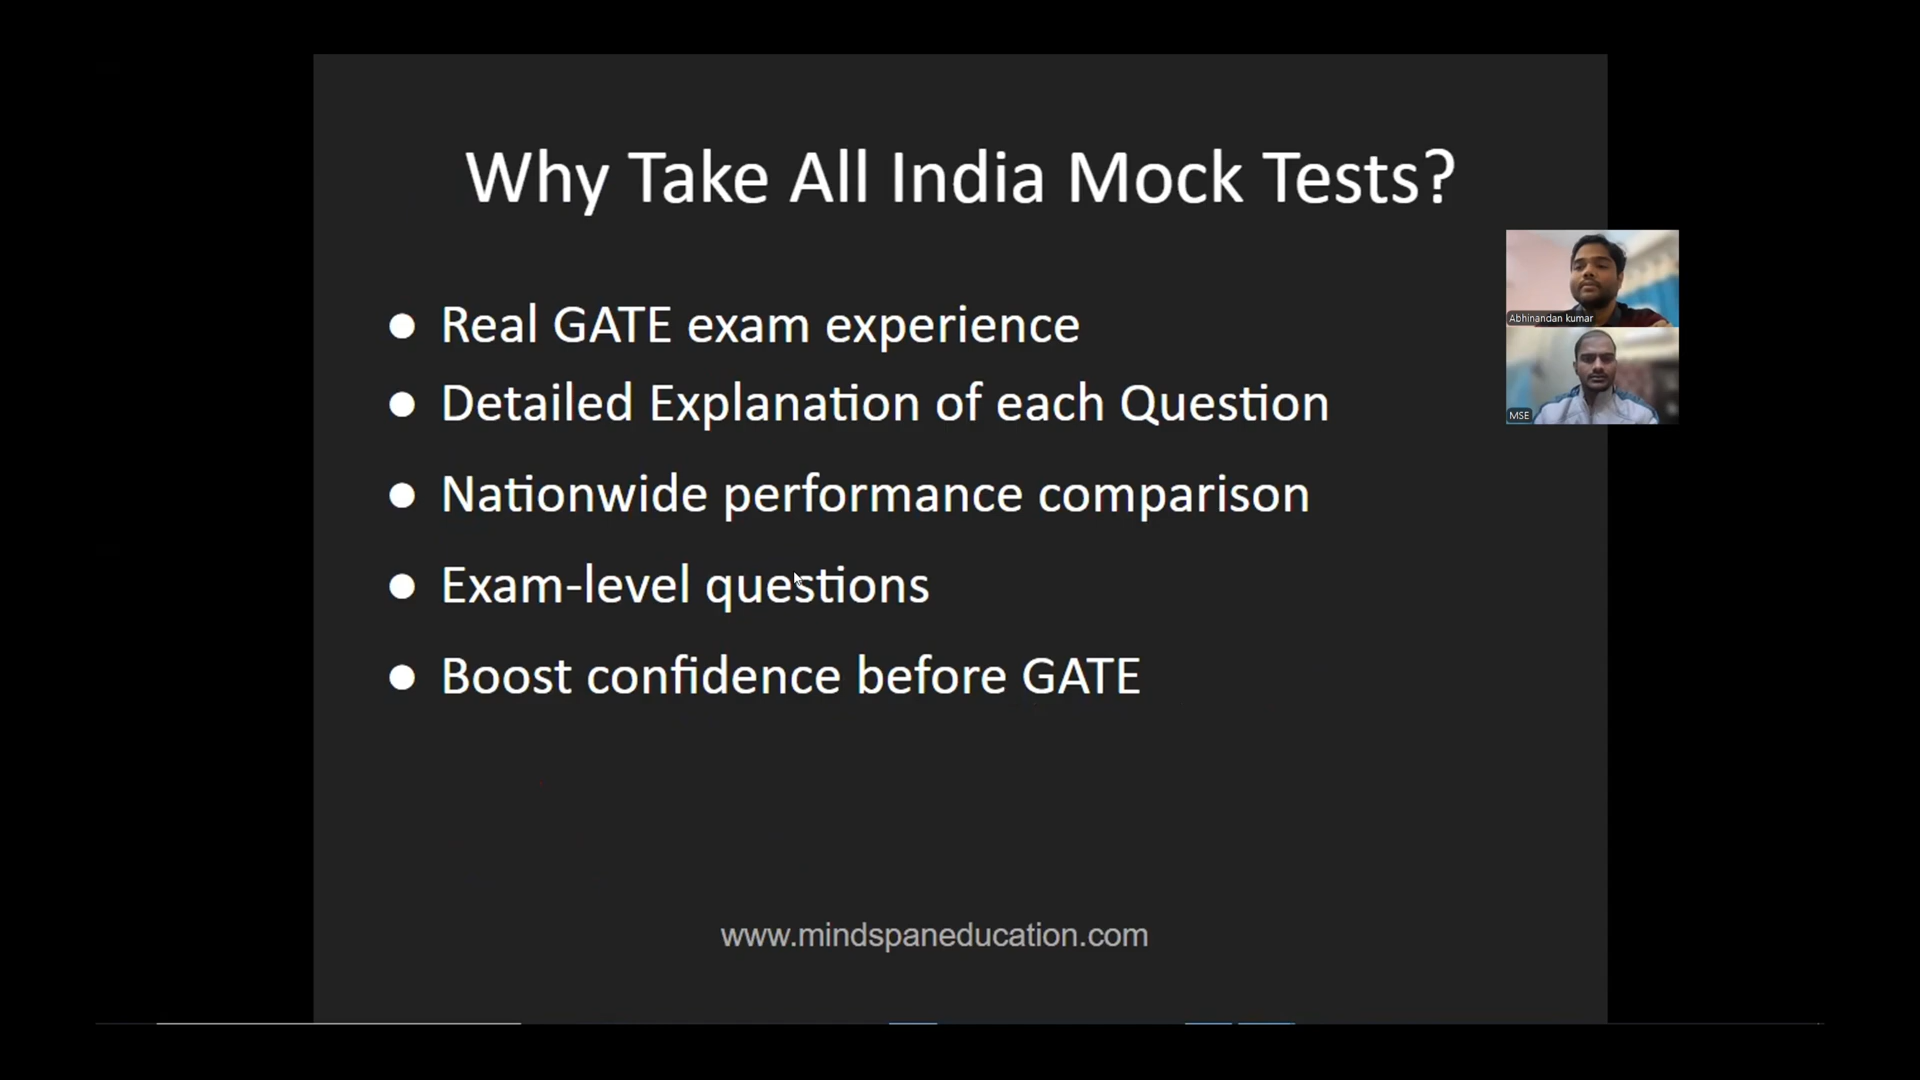 Why Take All India Mock Tests?
● Real GATE exam experience
● Detailed Explanation of each Question
● Nationwide performance comparison
● Exam-level questions
● Boost confidence before GATE
www.mindspaneducation.com
Abhinandan kumar
MSE